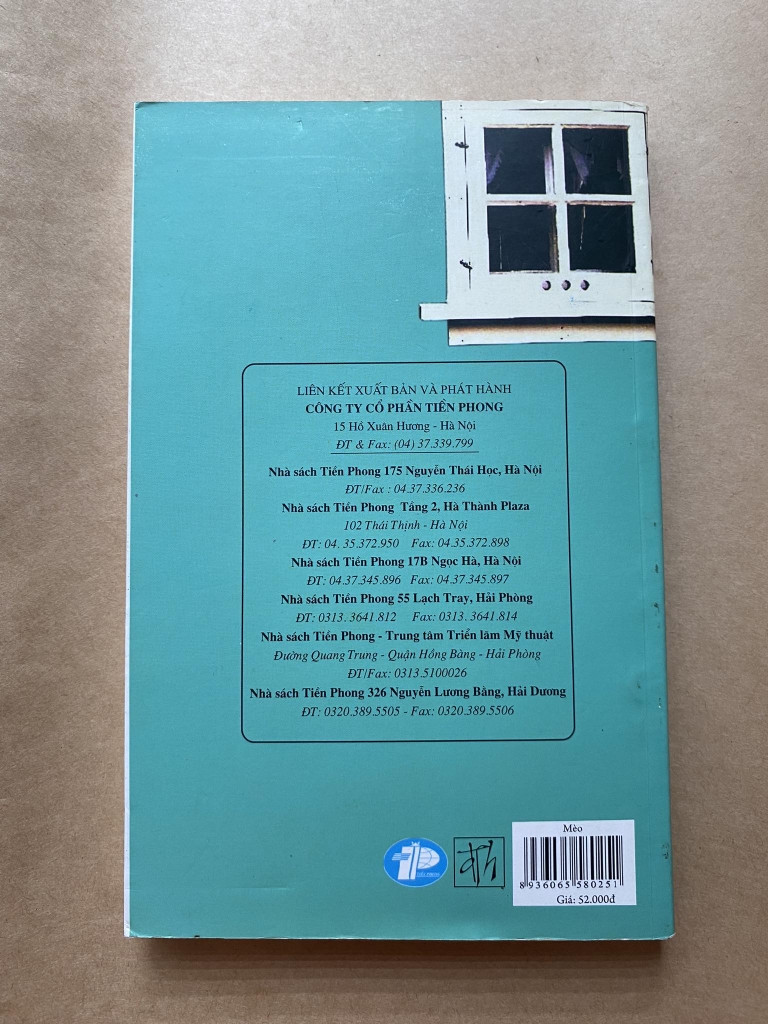 LIÊN KẾT XUẤT BẢN VÀ PHÁT HÀNH
CÔNG TY CỔ PHẦN TIỀN PHONG
15 Hồ Xuân Hương - Hà Nội
ĐT & Fax: (04) 37.339.799
Nhà sách Tiền Phong 175 Nguyễn Thái Học, Hà Nội
ĐT/Fax : 04.37.336.236
Nhà sách Tiền Phong Tầng 2, Hà Thành Plaza
102 Thái Thịnh - Hà Nội
ĐT: 04. 35.372.950 Fax: 04.35.372.898
Nhà sách Tiền Phong 17B Ngọc Hà, Hà Nội
ĐT: 04.37.345.896 Fax: 04.37.345.897
Nhà sách Tiền Phong 55 Lạch Tray, Hải Phòng
ĐT: 0313. 3641.812 Fax: 0313. 3641.814
Nhà sách Tiền Phong - Trung tâm Triển lãm Mỹ thuật
Đường Quang Trung - Quận Hồng Bàng - Hải Phòng
ĐT/Fax: 0313.5100026
Nhà sách Tiền Phong 326 Nguyễn Lương Bằng, Hải Dương
ĐT: 0320.389.5505 - Fax: 0320.389.5506
TIỀN PHONG
Mèo
8936065580251
Giá: 52.000đ